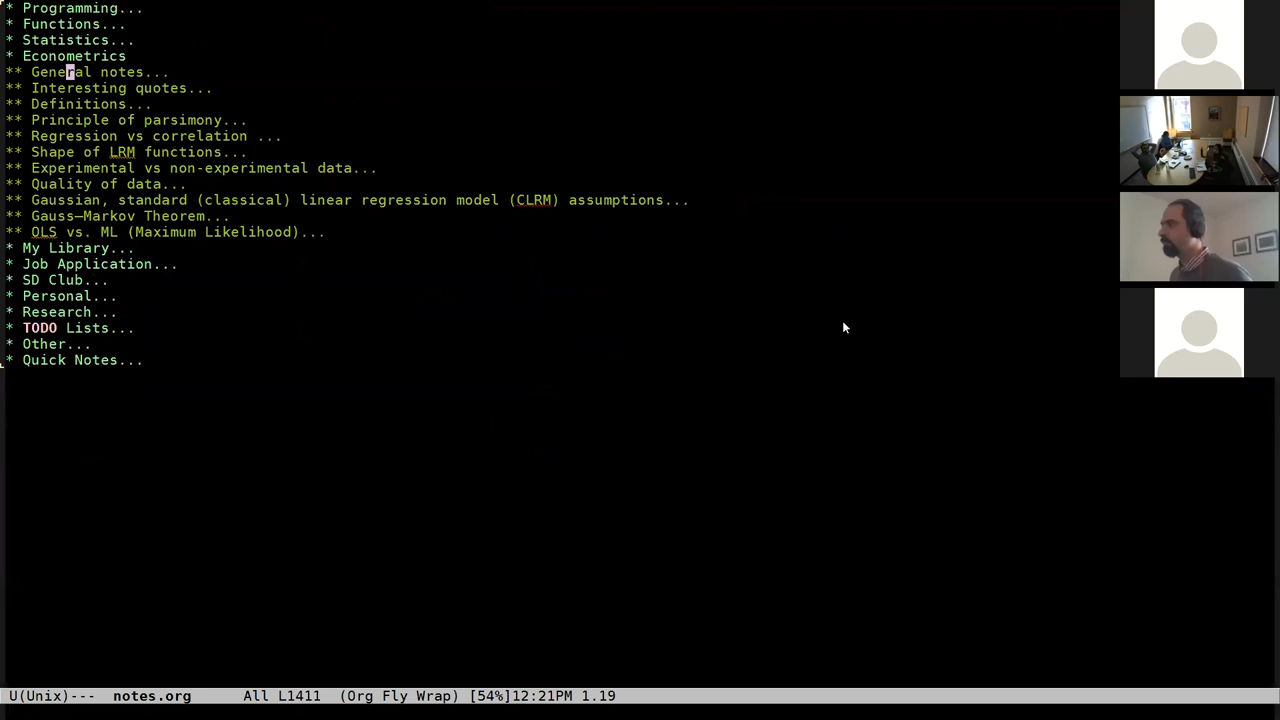 * Programming...
* Functions...
* Statistics...
* Econometrics
** General notes...
** Interesting quotes...
** Definitions...
** Principle of parsimony...
** Regression vs correlation ...
** Shape of LRM functions...
** Experimental vs non-experimental data...
** Quality of data...
** Gaussian, standard (classical) linear regression model (CLRM) assumptions...
** Gauss–Markov Theorem...
** OLS vs. ML (Maximum Likelihood)...
* My Library...
* Job Application...
* SD Club...
* Personal...
* Research...
* TODO Lists...
* Other...
* Quick Notes...
U(Unix)--- notes.org All L1411 (Org Fly Wrap) [54%]12:21PM 1.19